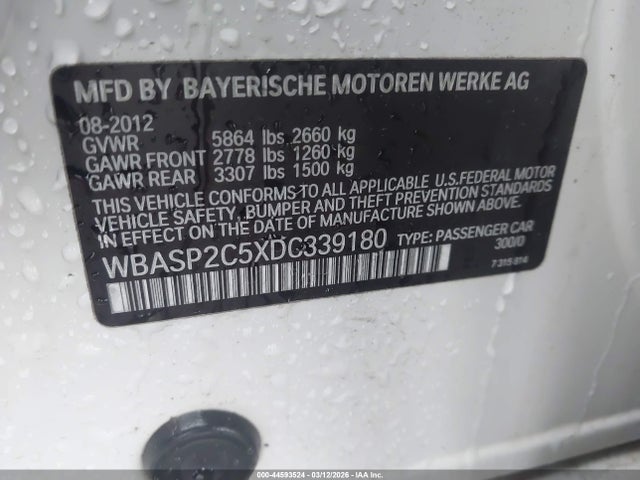 MFD BY BAYERISCHE MOTOREN WERKE AG
08-2012
GVWR 5864 lbs 2660 kg
GAWR FRONT 2778 lbs 1260 kg
GAWR REAR 3307 lbs 1500 kg
THIS VEHICLE CONFORMS TO ALL APPLICABLE U.S.FEDERAL MOTOR
VEHICLE SAFETY, BUMPER AND THEFT PREVENTION STANDARDS
IN EFFECT ON THE DATE OF MANUFACTURE SHOWN ABOVE.
WBASP2C5XDC339180 TYPE: PASSENGER CAR
300/0
7 315 814
000-44593524 | 03/12/2026 | IAA